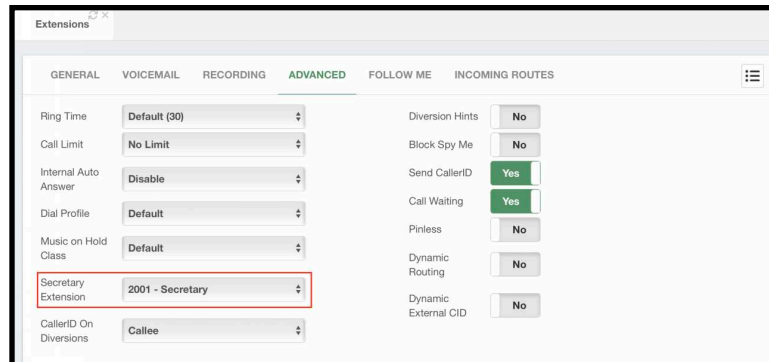 Extensions
GENERAL VOICEMAIL RECORDING ADVANCED FOLLOW ME INCOMING ROUTES
Ring Time Default (30)
Call Limit No Limit
Internal Auto
Answer
Disable
Dial Profile Default
Music on Hold
Class
Default
Secretary
Extension
2001 - Secretary
CallerID On
Diversions
Callee
Diversion Hints No
Block Spy Me No
Send CallerID Yes
Call Waiting Yes
Pinless No
Dynamic
Routing
No
Dynamic
External CID
No